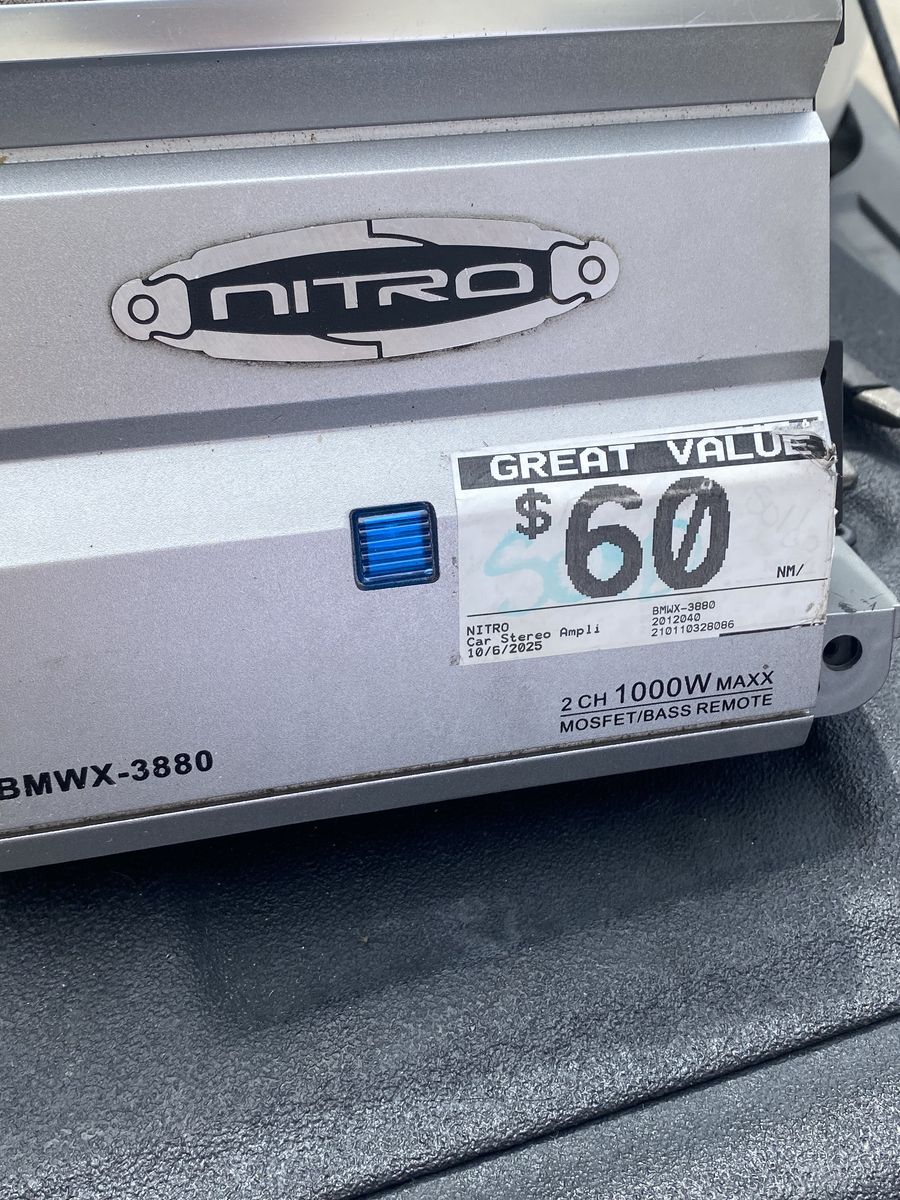 NITRO
GREAT VALUE
$60
NM/
NITRO
Car Stereo Ampli
10/6/2025
BMWX-3880
2012040
210110328086
2 CH 1000W MAXX
MOSFET/BASS REMOTE
BMWX-3880